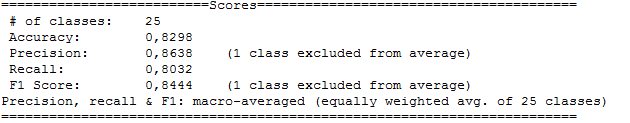 ==========================Scores========================================
# of classes:    25
Accuracy:        0,8298
Precision:       0,8638    (1 class excluded from average)
Recall:          0,8032
F1 Score:        0,8444    (1 class excluded from average)
Precision, recall & F1: macro-averaged (equally weighted avg. of 25 classes)
========================================================================